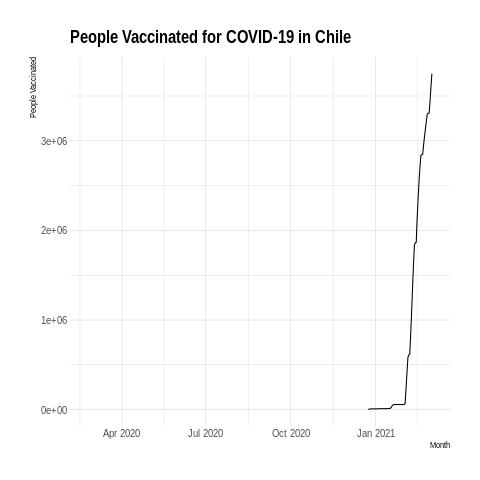 People Vaccinated for COVID-19 in Chile
People Vaccinated
3e+06
2e+06
1e+06
0e+00
Apr 2020 Jul 2020 Oct 2020 Jan 2021
Month